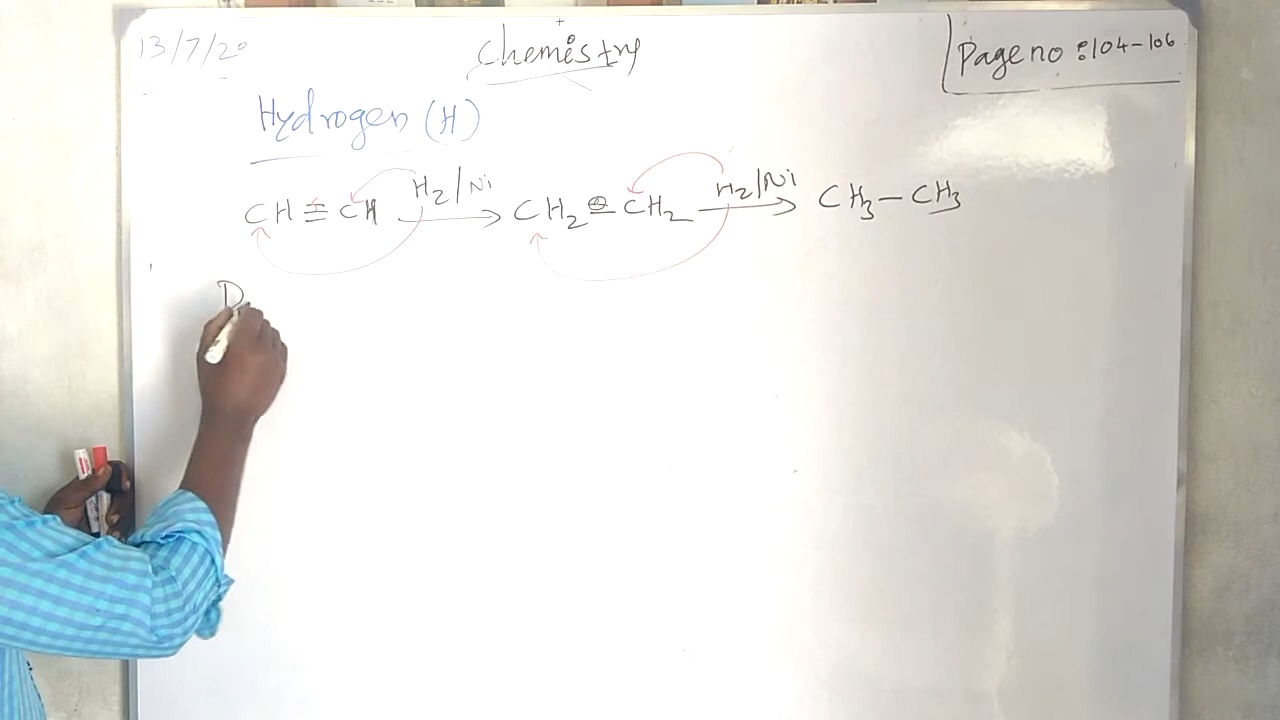 13/7/20
Chemistry
Page no : 104-106
Hydrogen (H)
CH ≡ CH —H2/Ni→ CH2 = CH2 —H2/Ni→ CH3 — CH3
D